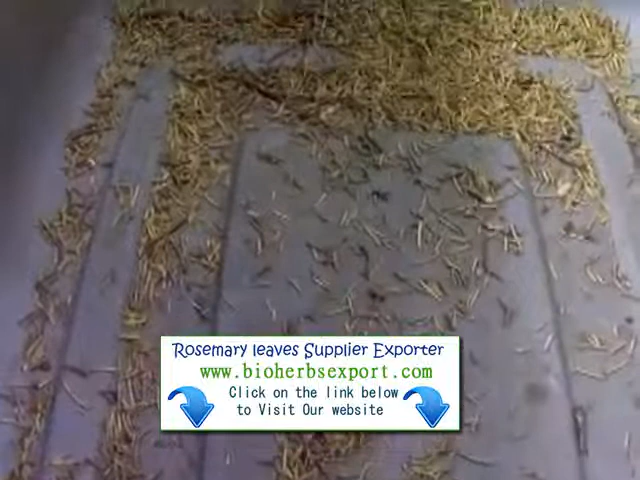 Rosemary leaves Supplier Exporter
www.bioherbsexport.com
Click on the link below
to Visit Our website